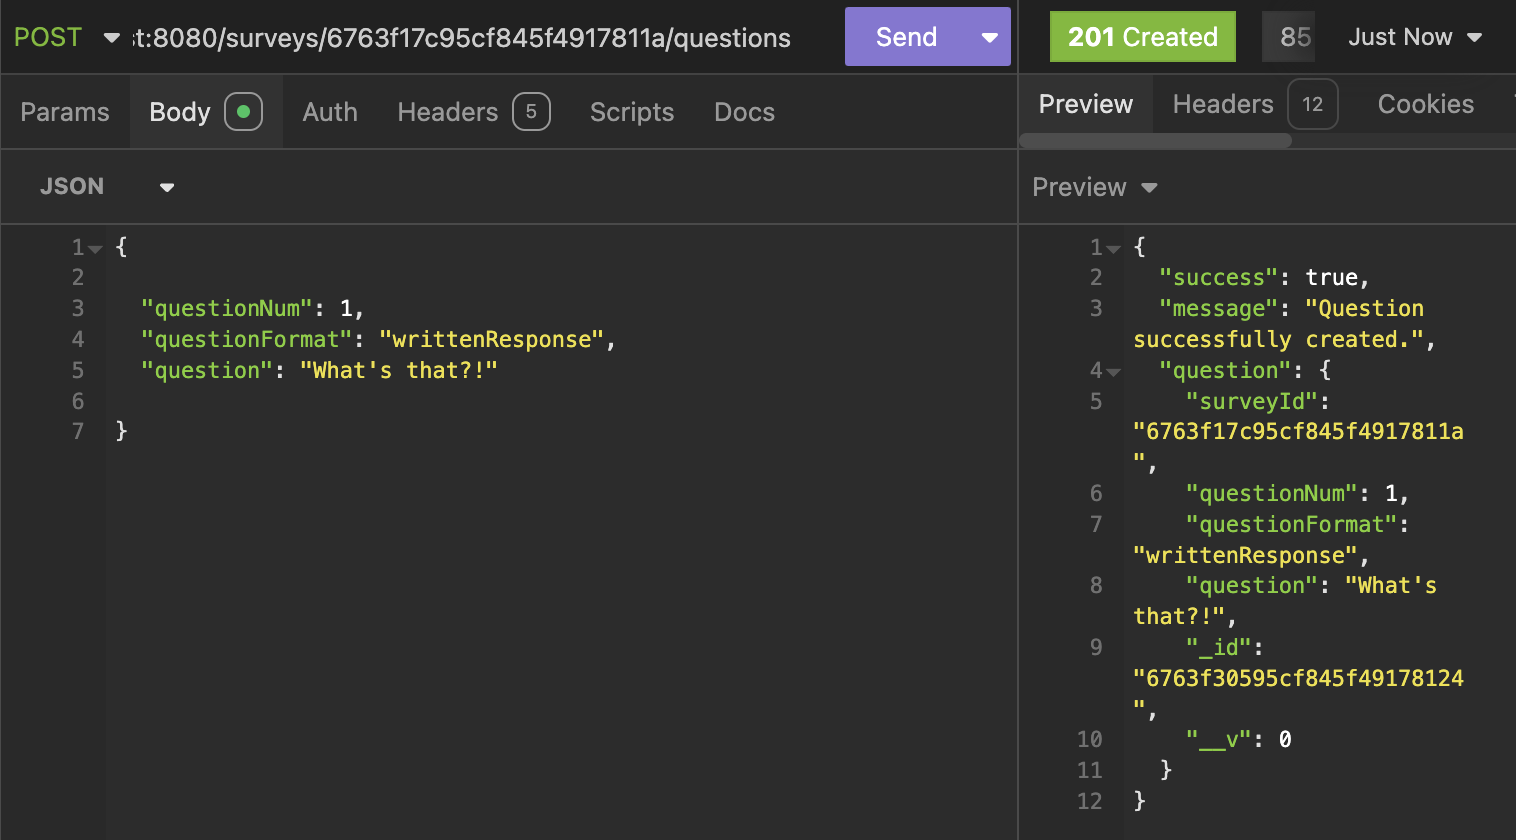 POST st:8080/surveys/6763f17c95cf845f4917811a/questions Send
201 Created 85 Just Now
Params Body Auth Headers 5 Scripts Docs
Preview Headers 12 Cookies
JSON
Preview
1 {
2
3 "questionNum": 1,
4 "questionFormat": "writtenResponse",
5 "question": "What's that?!"
6
7 }
1 {
2 "success": true,
3 "message": "Question
successfully created.",
4 "question": {
5 "surveyId":
"6763f17c95cf845f4917811a
",
6 "questionNum": 1,
7 "questionFormat":
"writtenResponse",
8 "question": "What's
that?!",
9 "_id":
"6763f30595cf845f49178124
",
10 "__v": 0
11 }
12 }